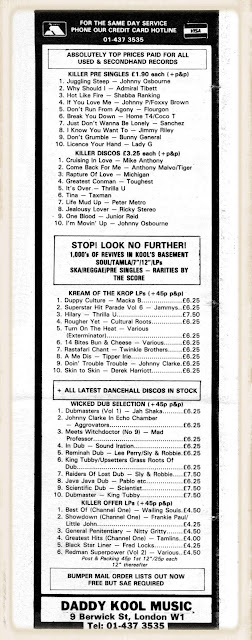 FOR THE SAME DAY SERVICE
PHONE OUR CREDIT CARD HOTLINE
01-437 3535
VISA
ABSOLUTELY TOP PRICES PAID FOR ALL
USED & SECONDHAND RECORDS
KILLER PRE SINGLES £1.90 each (+p&p)
1. Juggling Steep — Johnny Osbourne
2. Why Should I — Admiral Tibett
3. Hot Like Fire — Shabba Ranking
4. If You Love Me — Johnny P/Foxxy Brown
5. Don't Run From Agony — Flourgon
6. Break You Down — Home T4/Coco T
7. Just Don't Wanna Be Lonely — Sanchez
8. I Know You Want To — Jimmy Riley
9. Don't Grumble — Bunny General
10. Licence Your Hand — Lady G
KILLER DISCOS £3.25 each (+p&p)
1. Cruising In Love — Mike Anthony
2. Come Back For Me — Anthony Malvo/Tiger
3. Rapture Of Love — Michigan
4. Greatest Conman — Toughest
5. It's Over — Thrilla U
6. Tina — Taxman
7. Life Mud Up — Peter Metro
8. Jealousy Lover — Ricky Stereo
9. One Blood — Junior Reid
10. I'm Movin' Up — Johnny Osbourne
STOP! LOOK NO FURTHER!
1,000's OF REVIVES IN KOOL'S BASEMENT
SOUL/TAMLA/7"/12"/LPs
SKA/REGGAE/PRE SINGLES — RARITIES BY
THE SCORE
KREAM OF THE KROP LPs (+45p p&p)
1. Duppy Culture — Macka B.....£6.25
2. Superstar Hit Parade Vol 6 — Jammys..£6.25
3. Hilary — Thrilla U.....£7.50
4. Rougher Yet — Cultural Roots.....£6.25
5. Turn On The Heat — Various
(Exterminator).....£6.25
6. 14 Bites Bun & Cheese — Various.....£6.25
7. Rastafari Chant — Twinkle Brothers.....£6.25
8. A Me Dis — Tipper Irie.....£6.25
9. Doin' Trouble Trouble — Johnny Clarke.£6.25
10. Skin to Skin — Derek Harriott.....£6.25
+ ALL LATEST DANCEHALL DISCOS IN STOCK
WICKED DUB SELECTION (+45p p&p)
1. Dubmasters (Vol 1) — Jah Shaka.....£6.25
2. Johnny Clarke In Echo Chamber
— Aggrovators.....£6.25
3. Meets Witchdoctor (No 9) — Mad
Professor.....£6.25
4. In Dub — Sound Iration.....£6.25
5. Reminah Dub — Lee Perry/Sly & Robbie.£6.25
6. King Tubby/Upsetters Grass Roots Of
Dub.....£6.25
7. Raiders Of Lost Dub — Sly & Robbie.....£7.50
8. Java Java Dub — Pablo etc.....£6.25
9. Scientific Dub — Scientist.....£7.50
10. Dubmaster — King Tubby.....£7.50
KILLER OFFER LPs (+45p p&p)
1. Best Of (Channel One) — Wailing Souls.£4.50
2. Showdown (Channel One) — Frankie Paul/
Little John.....£4.25
3. General Penitentiary — Nitty Gritty.....£4.50
4. Greatest Hits (Channel One) — Tamlins..£4.00
5. Black Star Liner — Fred Locks.....£4.25
6. Redman Superpower (Vol 2) — Various...£4.50
Post & Packing 45p 1st 12"/25p each
12" thereafter
BUMPER MAIL ORDER LISTS OUT NOW
FREE BUT SAE REQUIRED
DADDY KOOL MUSIC
9 Berwick St, London W1
Tel: 01-437 3535